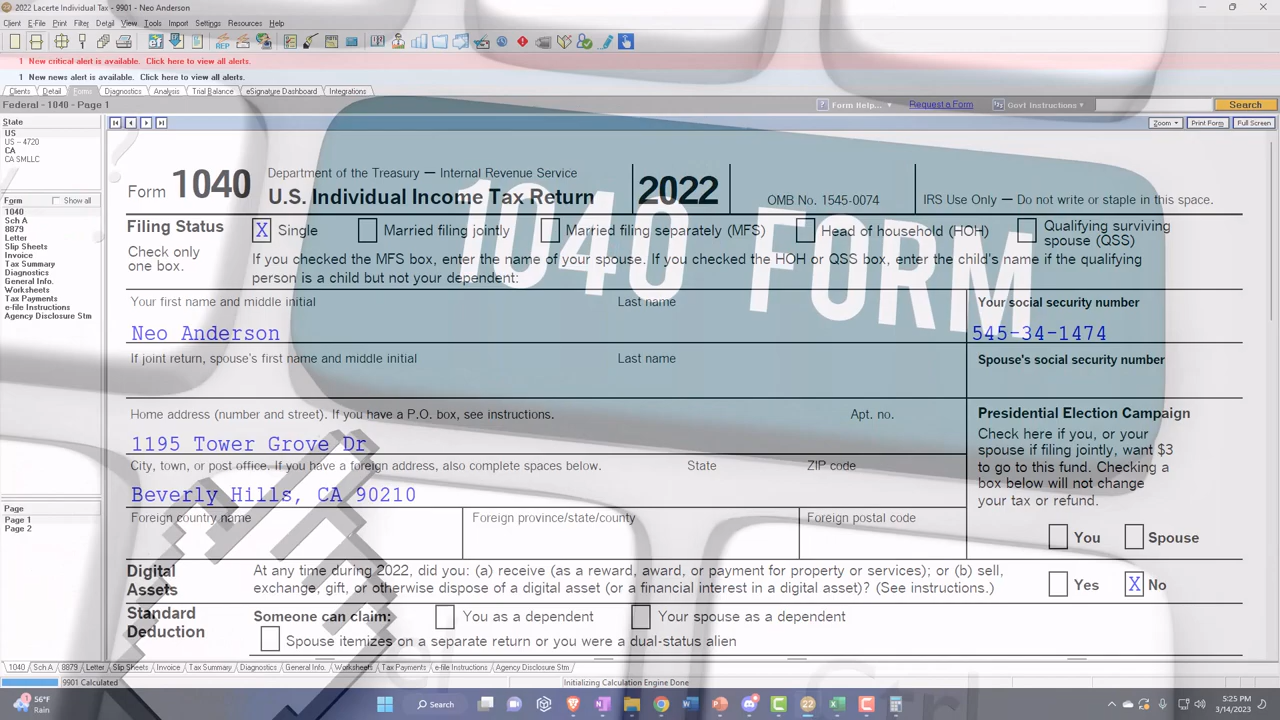 2022 Lacerte Individual Tax - 9901 - Neo Anderson
Client E-File Print Filter Detail View Tools Import Settings Resources Help
1 New critical alert is available. Click here to view all alerts.
1 New news alert is available. Click here to view all alerts.
Clients Detail Forms Diagnostics Analysis Trial Balance eSignature Dashboard Integrations
Federal - 1040 - Page 1
Form Help... Request a Form Govt Instructions Search
State
US
US - 4720
CA
CA SMLLC
Form Show all
1040
Sch A
8879
Letter
Slip Sheets
Invoice
Tax Summary
Diagnostics
General Info.
Worksheets
Tax Payments
e-file Instructions
Agency Disclosure Stm
Page
Page 1
Page 2
Zoom Print Form Full Screen
1040 FORM
Form 1040 Department of the Treasury — Internal Revenue Service
U.S. Individual Income Tax Return 2022 OMB No. 1545-0074 IRS Use Only — Do not write or staple in this space.
Filing Status X Single Married filing jointly Married filing separately (MFS) Head of household (HOH) Qualifying surviving spouse (QSS)
Check only
one box.
If you checked the MFS box, enter the name of your spouse. If you checked the HOH or QSS box, enter the child's name if the qualifying
person is a child but not your dependent:
Your first name and middle initial Last name Your social security number
Neo Anderson 545-34-1474
If joint return, spouse's first name and middle initial Last name Spouse's social security number
Home address (number and street). If you have a P.O. box, see instructions. Apt. no.
1195 Tower Grove Dr
City, town, or post office. If you have a foreign address, also complete spaces below. State ZIP code
Beverly Hills, CA 90210
Foreign country name Foreign province/state/county Foreign postal code
Presidential Election Campaign
Check here if you, or your
spouse if filing jointly, want $3
to go to this fund. Checking a
box below will not change
your tax or refund.
You Spouse
Digital
Assets
At any time during 2022, did you: (a) receive (as a reward, award, or payment for property or services); or (b) sell,
exchange, gift, or otherwise dispose of a digital asset (or a financial interest in a digital asset)? (See instructions.)
Yes X No
Standard
Deduction
Someone can claim: You as a dependent Your spouse as a dependent
Spouse itemizes on a separate return or you were a dual-status alien
1040 Sch A 8879 Letter Slip Sheets Invoice Tax Summary Diagnostics General Info. Worksheets Tax Payments e-file Instructions Agency Disclosure Stm
9901 Calculated Initializing Calculation Engine Done
56°F
Cloudy
Search
5:25 PM
3/14/2023